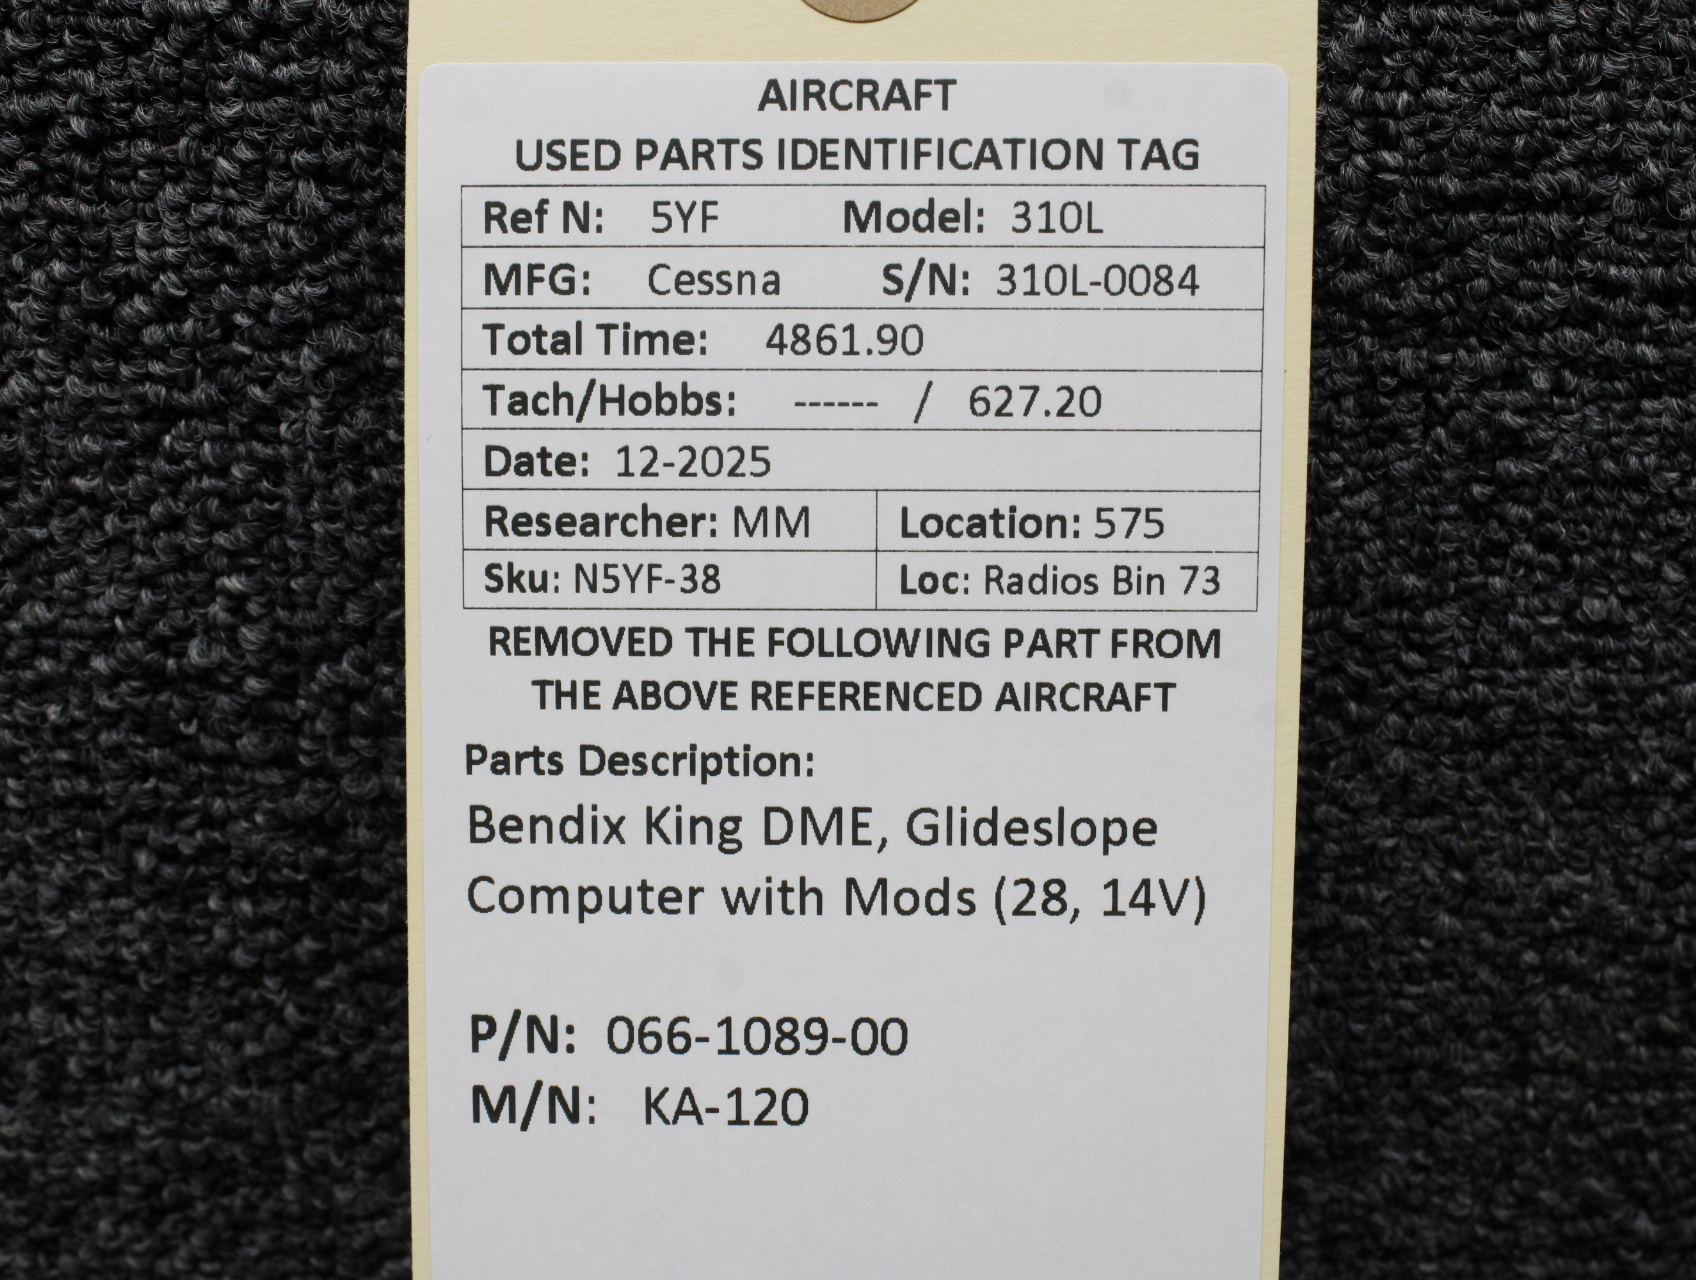 AIRCRAFT
USED PARTS IDENTIFICATION TAG
Ref N: 5YF Model: 310L
MFG: Cessna S/N: 310L-0084
Total Time: 4861.90
Tach/Hobbs: ------ / 627.20
Date: 12-2025
Researcher: MM Location: 575
Sku: N5YF-38 Loc: Radios Bin 73
REMOVED THE FOLLOWING PART FROM
THE ABOVE REFERENCED AIRCRAFT
Parts Description:
Bendix King DME, Glideslope
Computer with Mods (28, 14V)
P/N: 066-1089-00
M/N: KA-120